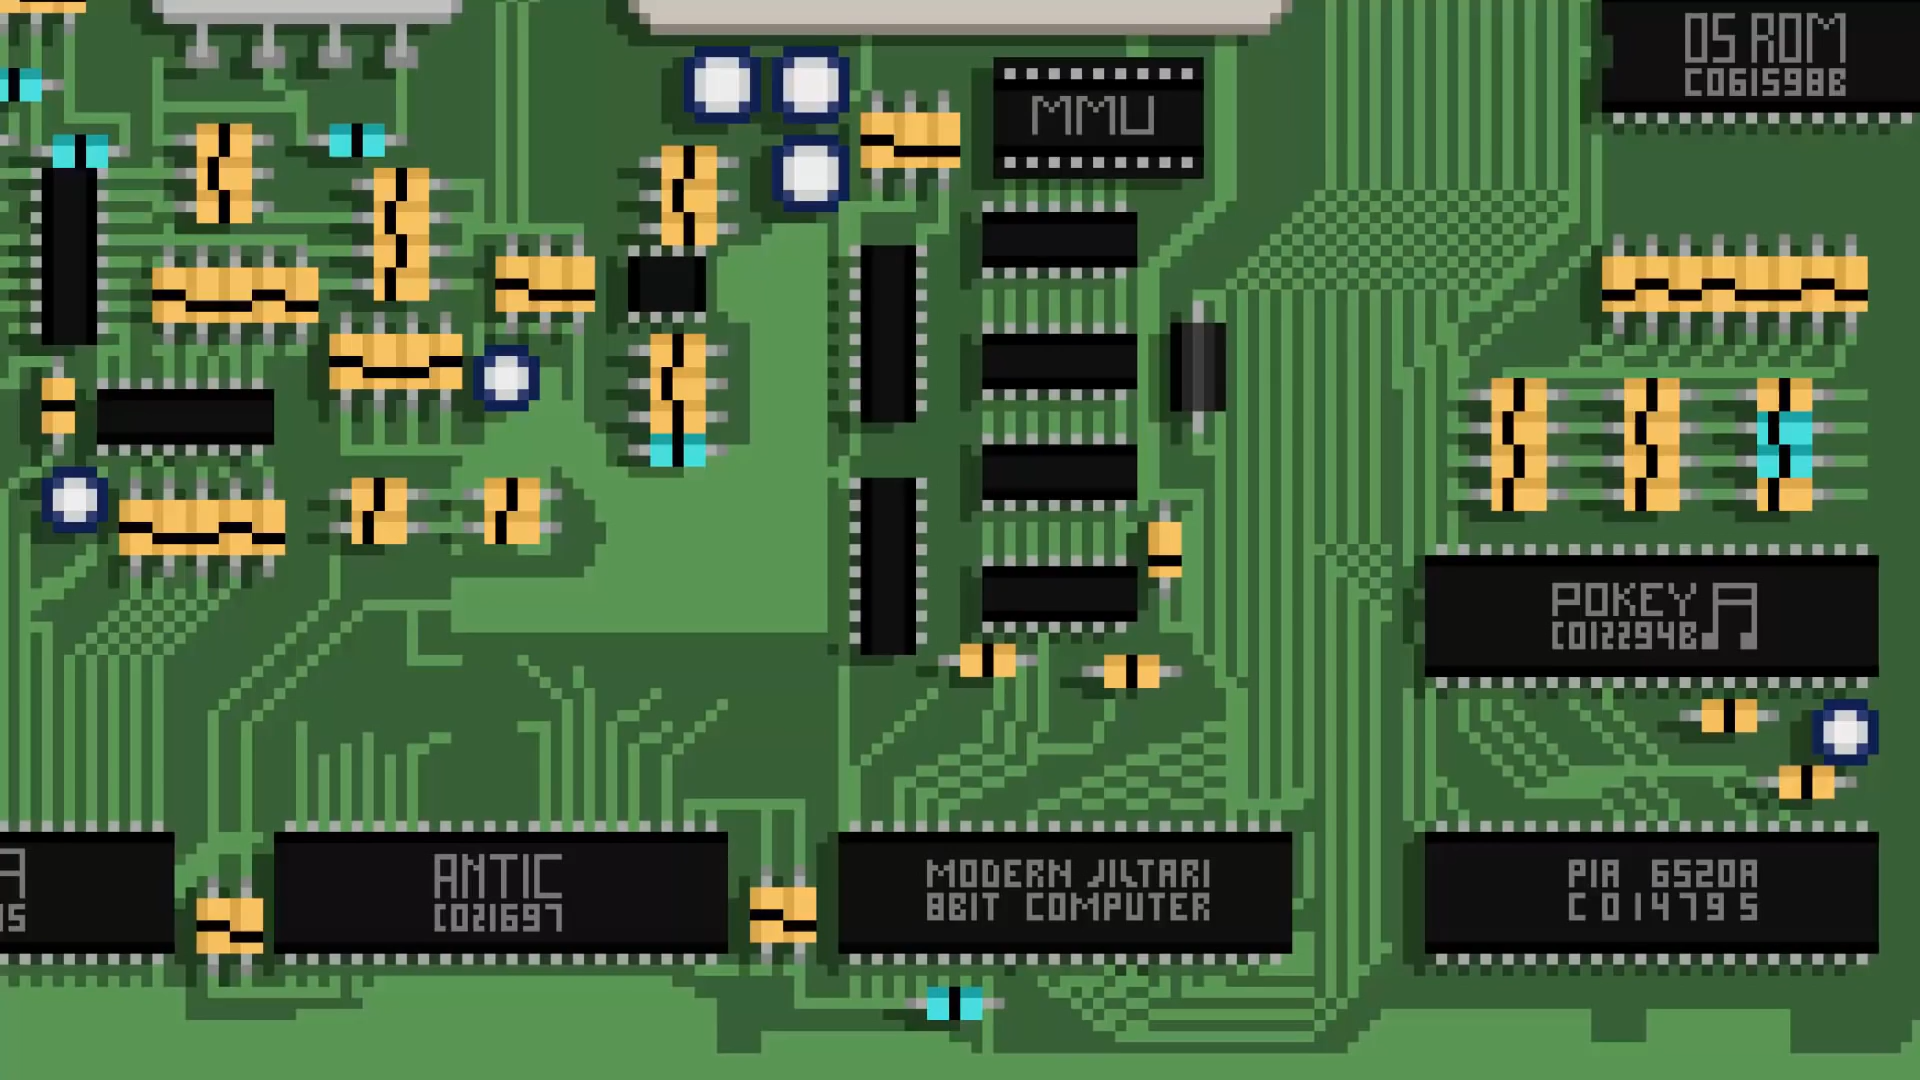 OS ROM
C061598B
MMU
POKEY
C012294B
ANTIC
C021697
MODERN JILTARI
8BIT COMPUTER
PIA 6520A
C014795